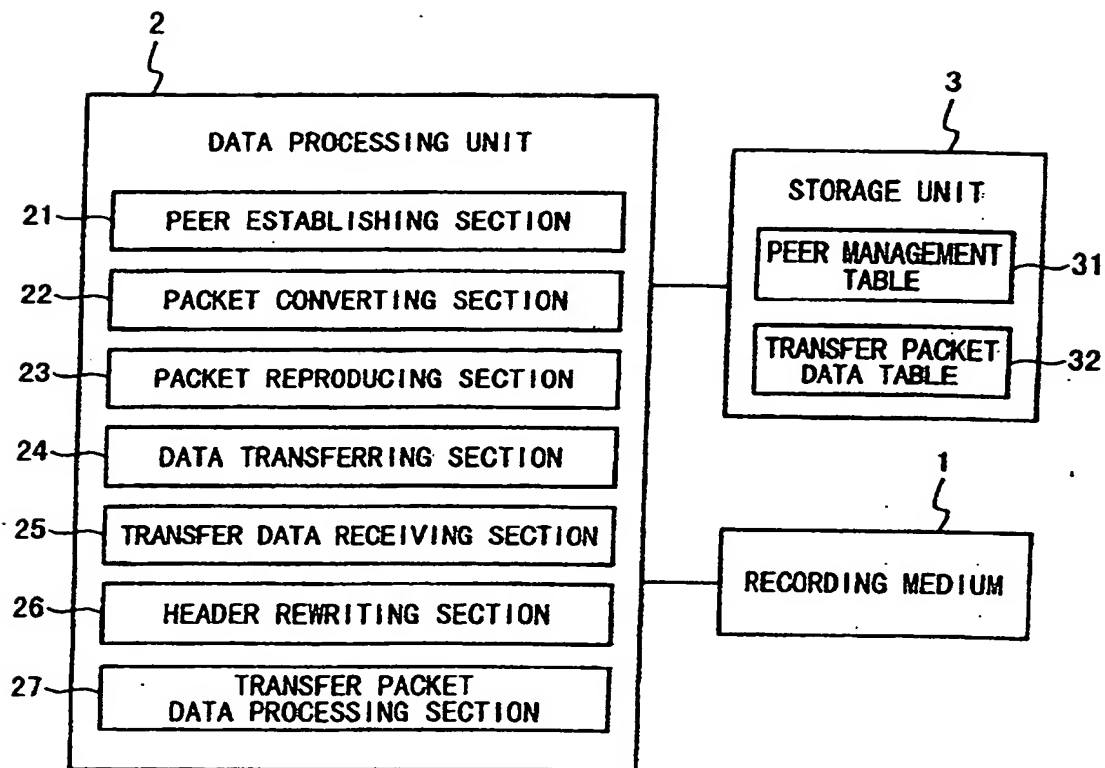 2
DATA PROCESSING UNIT
21 PEER ESTABLISHING SECTION
22 PACKET CONVERTING SECTION
23 PACKET REPRODUCING SECTION
24 DATA TRANSFERRING SECTION
25 TRANSFER DATA RECEIVING SECTION
26 HEADER REWRITING SECTION
27 TRANSFER PACKET
DATA PROCESSING SECTION
3
STORAGE UNIT
PEER MANAGEMENT
TABLE 31
TRANSFER PACKET
DATA TABLE 32
1
RECORDING MEDIUM